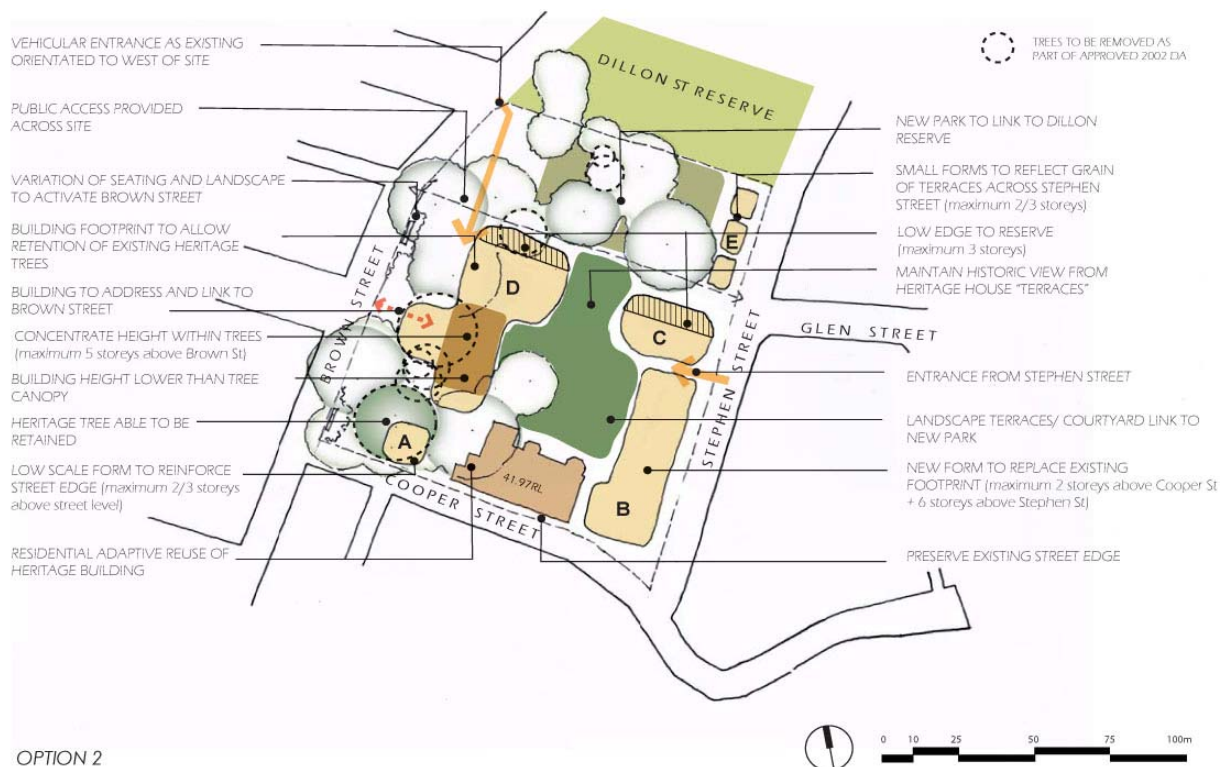 VEHICULAR ENTRANCE AS EXISTING
ORIENTATED TO WEST OF SITE
PUBLIC ACCESS PROVIDED
ACROSS SITE
VARIATION OF SEATING AND LANDSCAPE
TO ACTIVATE BROWN STREET
BUILDING FOOTPRINT TO ALLOW
RETENTION OF EXISTING HERITAGE
TREES
BUILDING TO ADDRESS AND LINK TO
BROWN STREET
CONCENTRATE HEIGHT WITHIN TREES
(maximum 5 storeys above Brown St)
BUILDING HEIGHT LOWER THAN TREE
CANOPY
HERITAGE TREE ABLE TO BE
RETAINED
LOW SCALE FORM TO REINFORCE
STREET EDGE (maximum 2/3 storeys
above street level)
RESIDENTIAL ADAPTIVE REUSE OF
HERITAGE BUILDING
DILLON ST RESERVE
BROWN STREET
D
E
C
A
B
41.97RL
COOPER STREET
STEPHEN STREET
GLEN STREET
TREES TO BE REMOVED AS
PART OF APPROVED 2002 DA
NEW PARK TO LINK TO DILLON
RESERVE
SMALL FORMS TO REFLECT GRAIN
OF TERRACES ACROSS STEPHEN
STREET (maximum 2/3 storeys)
LOW EDGE TO RESERVE
(maximum 3 storeys)
MAINTAIN HISTORIC VIEW FROM
HERITAGE HOUSE "TERRACES"
ENTRANCE FROM STEPHEN STREET
LANDSCAPE TERRACES/ COURTYARD LINK TO
NEW PARK
NEW FORM TO REPLACE EXISTING
FOOTPRINT (maximum 2 storeys above Cooper St
+ 6 storeys above Stephen St)
PRESERVE EXISTING STREET EDGE
OPTION 2
0 10 25 50 75 100m